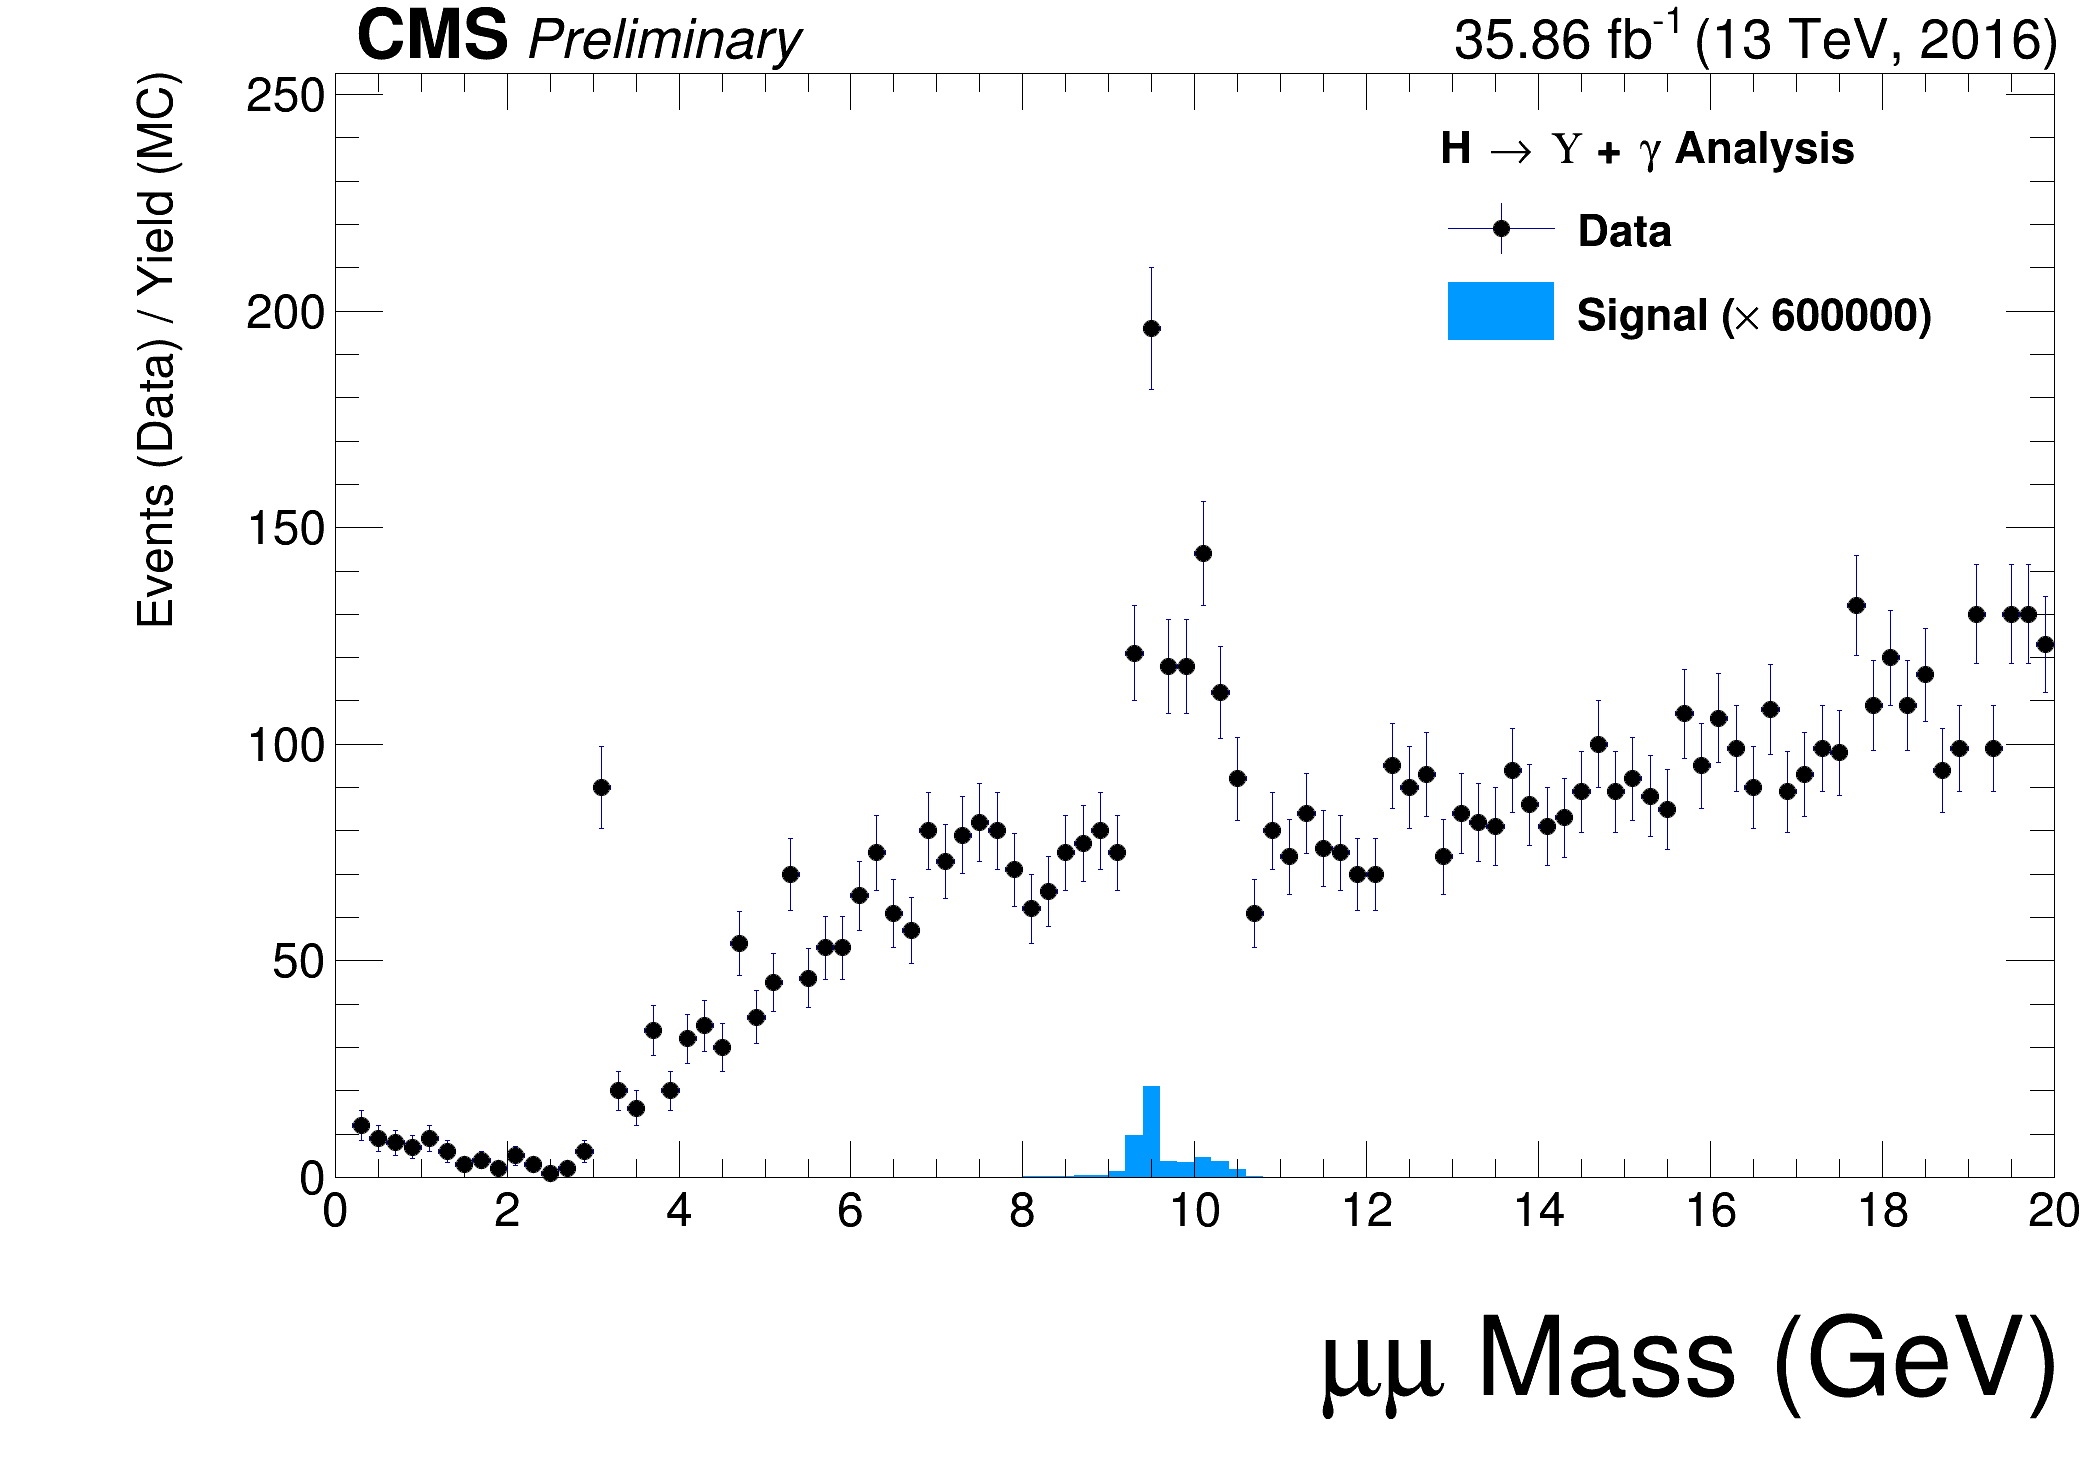 CMS Preliminary
35.86 fb⁻¹ (13 TeV, 2016)
Events (Data) / Yield (MC)
250
200
150
100
50
0
H → ϒ + γ Analysis
Data
Signal (× 600000)
0 2 4 6 8 10 12 14 16 18 20
μμ Mass (GeV)